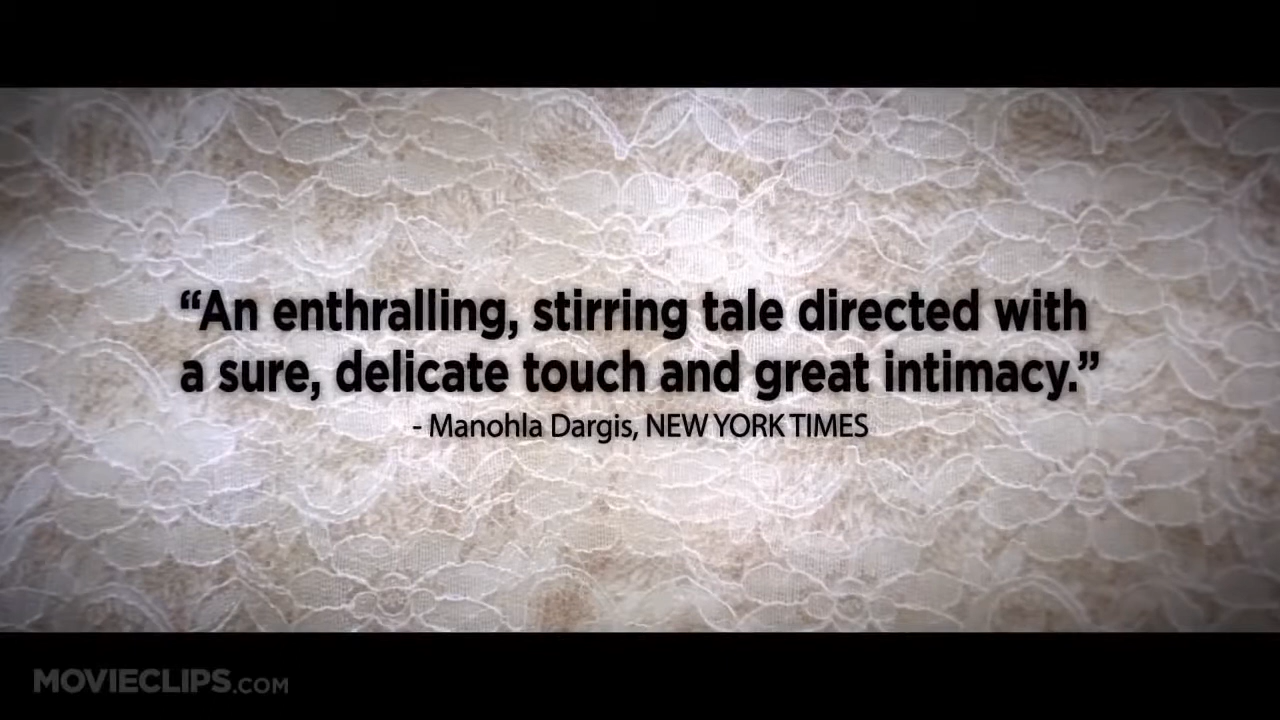 “An enthralling, stirring tale directed with
a sure, delicate touch and great intimacy.”
- Manohla Dargis, NEW YORK TIMES
MOVIECLIPS.COM